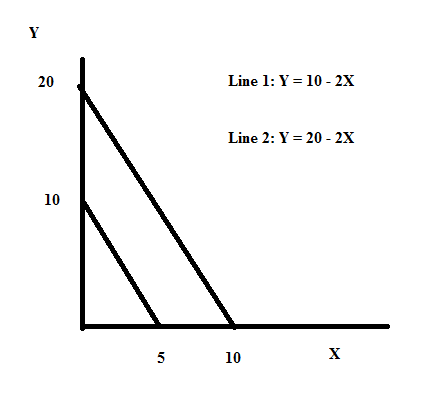 Y
20
Line 1: Y = 10 - 2X
Line 2: Y = 20 - 2X
10
5
10
X